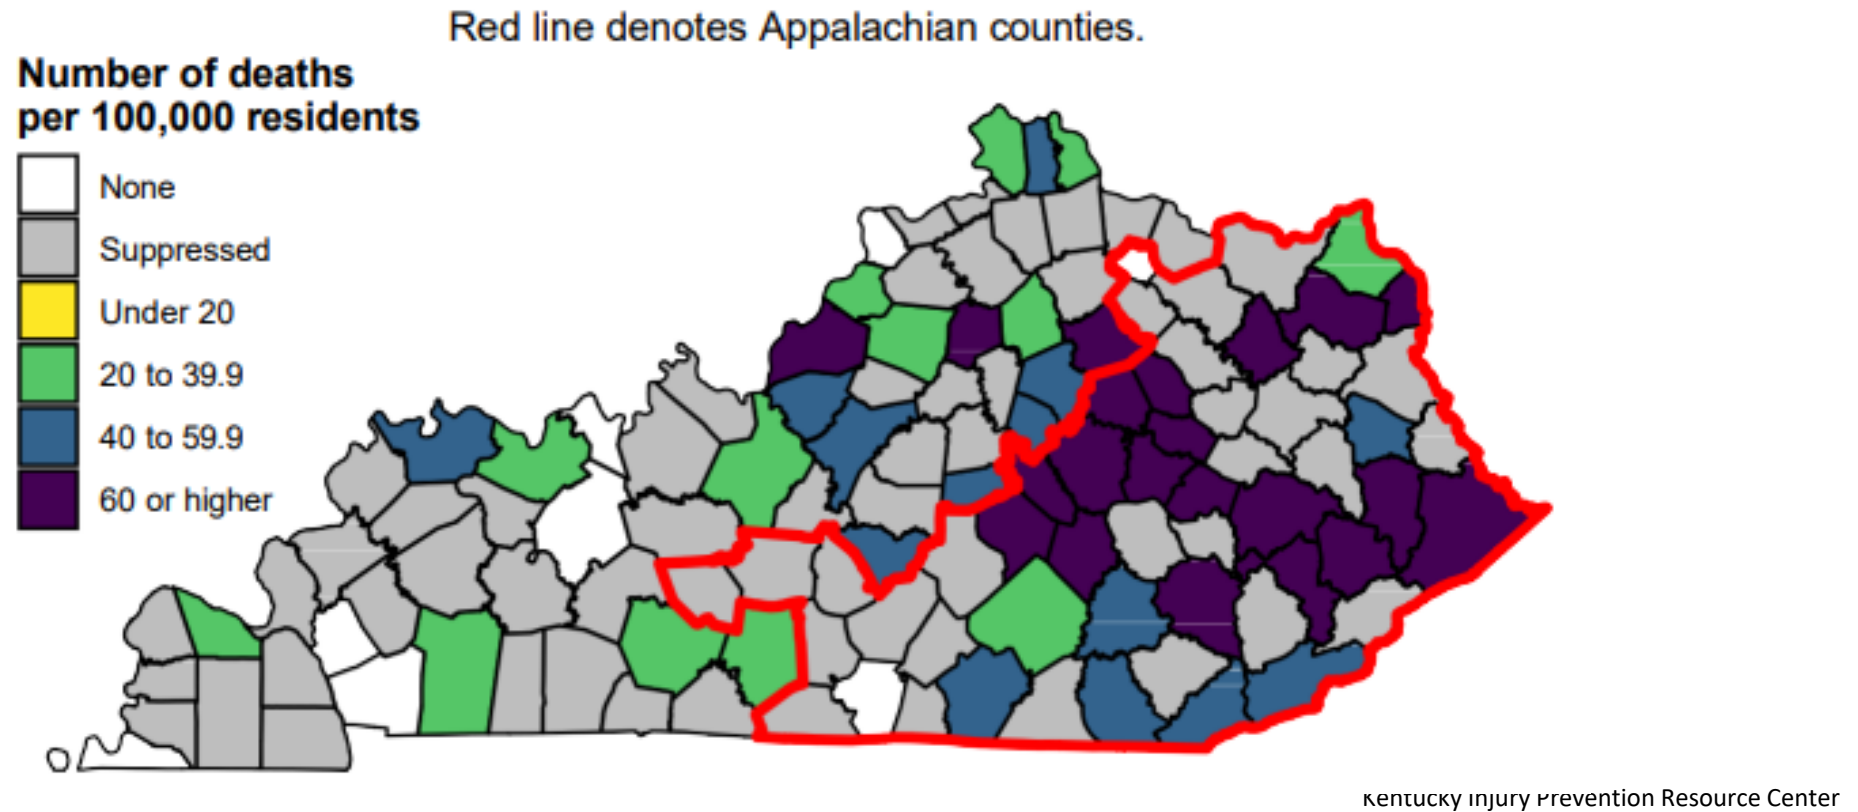 Red line denotes Appalachian counties.
Number of deaths
per 100,000 residents
None
Suppressed
Under 20
20 to 39.9
40 to 59.9
60 or higher
Kentucky Injury Prevention Resource Center